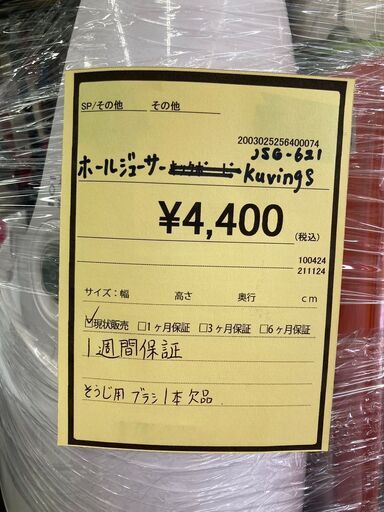 SP/その他 その他
2003025256400074
JSG-621
ホールジューサー Kuvings
¥4,400
(税込)
100424
211124
サイズ:幅 高さ 奥行 cm
☑現状販売 □1ヶ月保証 □3ヶ月保証 □6ヶ月保証
1週間保証
そうじ用ブラシ1本欠品